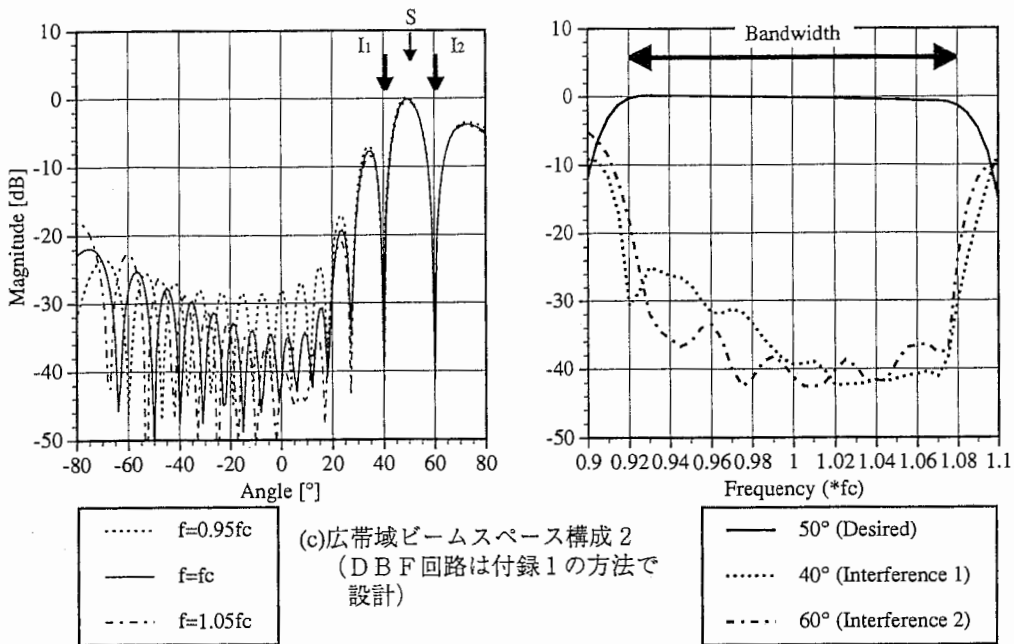 S
I1
I2
10
0
-10
-20
-30
-40
-50
Magnitude [dB]
-80
-60
-40
-20
0
20
40
60
80
Angle [°]
Bandwidth
10
0
-10
-20
-30
-40
-50
0.9
0.92
0.94
0.96
0.98
1
1.02
1.04
1.06
1.08
1.1
Frequency (*fc)
f=0.95fc
f=fc
f=1.05fc
(c)広帯域ビームスペース構成2
(DBF回路は付録1の方法で
設計)
50° (Desired)
40° (Interference 1)
60° (Interference 2)